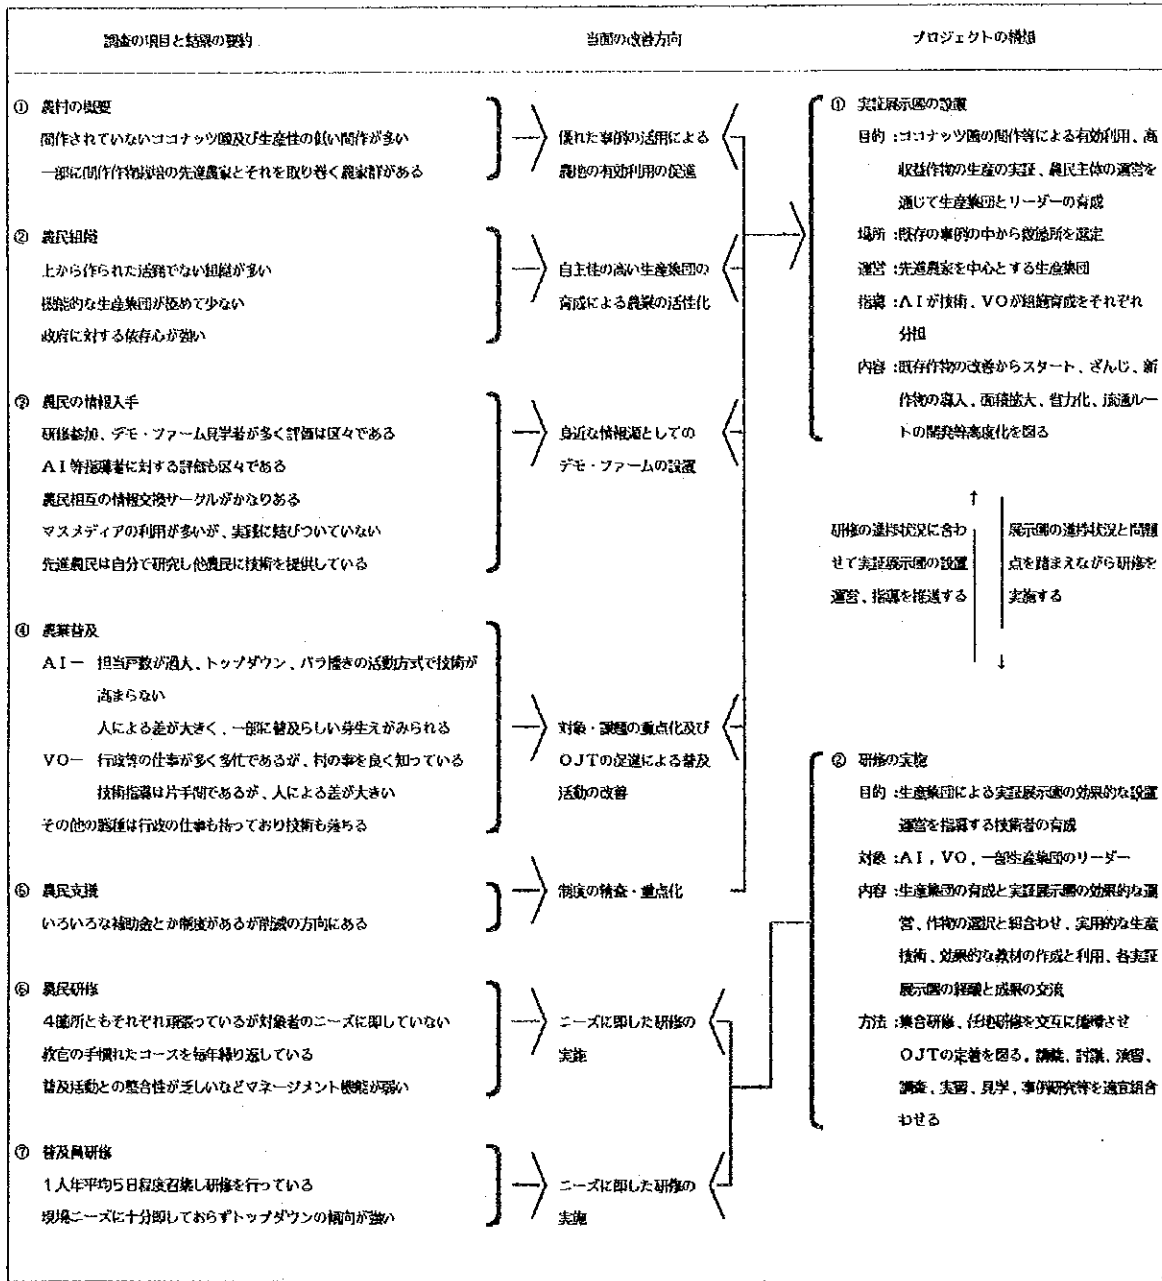 調査の項目と結果の要約
当面の改善方向
プロジェクトの構想
① 農村の概要
間作されていないココナッツ園及び生産性の低い間作が多い
一部に間作作物栽培の先進農家とそれを取り巻く農家群がある
優れた事例の活用による
農地の有効利用の促進
② 農民組織
上から作られた活発でない組織が多い
機能的な生産集団が極めて少ない
政府に対する依存心が強い
自主性の高い生産集団の
育成による農業の活性化
③ 農民の情報入手
研修参加、デモ・ファーム見学者が多く評価は区々である
AI等指導者に対する評価も区々である
農民相互の情報交換サークルがかなりある
マスメディアの利用が多いが、実践に結びついていない
先進農民は自分で研究し他農民に技術を提供している
身近な情報源としての
デモ・ファームの設置
④ 農業普及
AI― 担当戸数が過大、トップダウン、バラ播きの活動方式で技術が
高まらない
人による差が大きく、一部に普及らしい芽生えがみられる
VO― 行政等の仕事が多く多忙であるが、村の事を良く知っている
技術指導は片手間であるが、人による差が大きい
その他の職種は行政の仕事も持っており技術も落ちる
対象・課題の重点化及び
OJTの促進による普及
活動の改善
⑤ 農民支援
いろいろな補助金とか制度があるが削減の方向にある
制度の精査・重点化
⑥ 農民研修
4箇所ともそれぞれ頑張っているが対象者のニーズに即していない
教官の手慣れたコースを毎年繰り返している
普及活動との整合性が乏しいなどマネージメント機能が弱い
ニーズに即した研修の
実施
⑦ 普及員研修
1人年平均5日程度召集し研修を行っている
現場ニーズに十分即しておらずトップダウンの傾向が強い
ニーズに即した研修の
実施
① 実証展示圃の設置
目的:ココナッツ園の間作等による有効利用、高
収益作物の生産の実証、農民主体の運営を
通じて生産集団とリーダーの育成
場所:既存の事例の中から数箇所を選定
運営:先進農家を中心とする生産集団
指導:AIが技術、VOが組織育成をそれぞれ
分担
内容:既存作物の改善からスタート、ざんじ、新
作物の導入、面積拡大、省力化、流通ルー
トの開発等高度化を図る
研修の進捗状況に合わ
せて実証展示圃の設置
運営、指導を推進する
展示圃の進捗状況と問題
点を踏まえながら研修を
実施する
② 研修の実施
目的:生産集団による実証展示圃の効果的な設置
運営を指導する技術者の育成
対象:AI,VO,一部生産集団のリーダー
内容:生産集団の育成と実証展示圃の効果的な運
営、作物の選択と組合わせ、実用的な生産
技術、効果的な教材の作成と利用、各実証
展示圃の経験と成果の交流
方法:集合研修、任地研修を交互に循環させ
OJTの定着を図る。講義、討議、演習、
調査、実習、見学,事例研究等を適宜組合
わせる